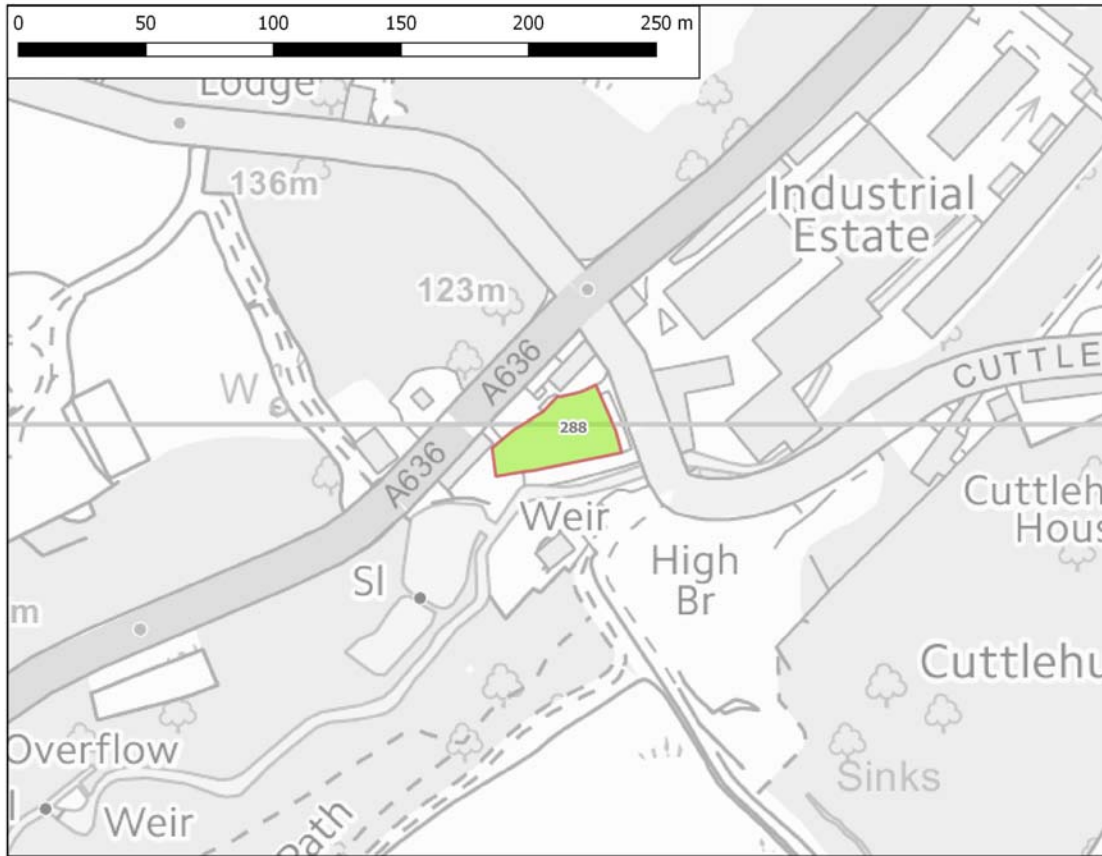 0 50 100 150 200 250 m
Lodge
136m
Industrial
Estate
123m
A636
W
CUTTLE
288
A636
Cuttleh
Hous
Weir
High
Br
Sl
m
Cuttlehu
Overflow
Sinks
l
Weir
Path